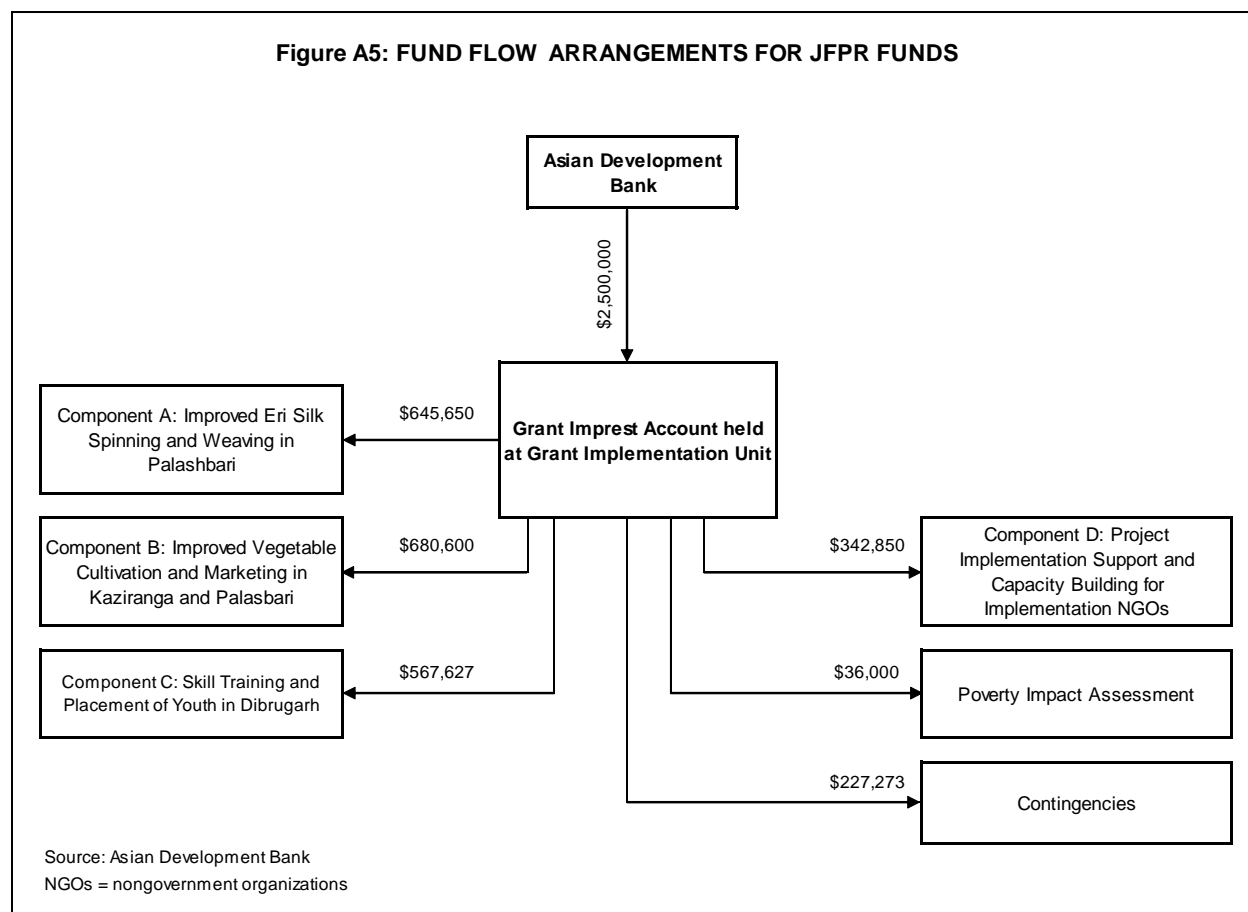 Figure A5: FUND FLOW ARRANGEMENTS FOR JFPR FUNDS
Asian Development
Bank
$2,500,000
Grant Imprest Account held
at Grant Implementation Unit
$645,650
Component A: Improved Eri Silk
Spinning and Weaving in
Palashbari
$680,600
Component B: Improved Vegetable
Cultivation and Marketing in
Kaziranga and Palasbari
$567,627
Component C: Skill Training and
Placement of Youth in Dibrugarh
$342,850
Component D: Project
Implementation Support and
Capacity Building for
Implementation NGOs
$36,000
Poverty Impact Assessment
$227,273
Contingencies
Source: Asian Development Bank
NGOs = nongovernment organizations